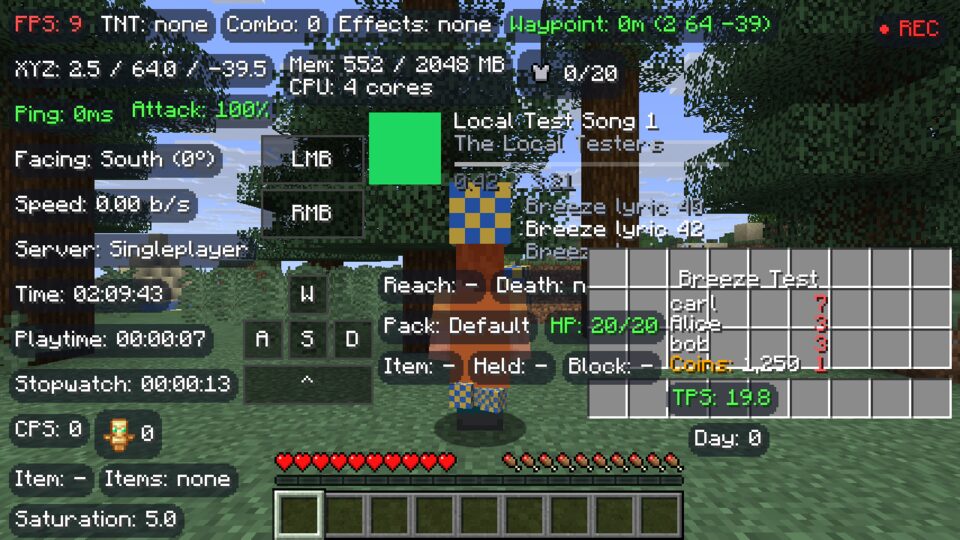 FPS: 9 TNT: none Combo: 0 Effects: none Waypoint: 0m (2 64 -39)
REC
XYZ: 2.5 / 64.0 / -39.5
Mem: 552 / 2048 MB
CPU: 4 cores
0/20
Ping: 0ms
Attack: 100%
Local Test Song 1
The Local Testers
Facing: South (0°)
LMB
0:42
Speed: 0.00 b/s
RMB
Breeze lyric
Breeze lyric 42
Breeze
Server: Singleplayer
Reach: - Death: n
Breeze Test
Time: 02:09:43
W
carl 7
Pack: Default HP: 20/20
Alice 3
Playtime: 00:00:07
A S D
bob 3
Item: - Held: - Block: -
Coins: 1,250 1
Stopwatch: 00:00:13
^
TPS: 19.8
CPS: 0
0
Day: 0
Item: - Items: none
Saturation: 5.0